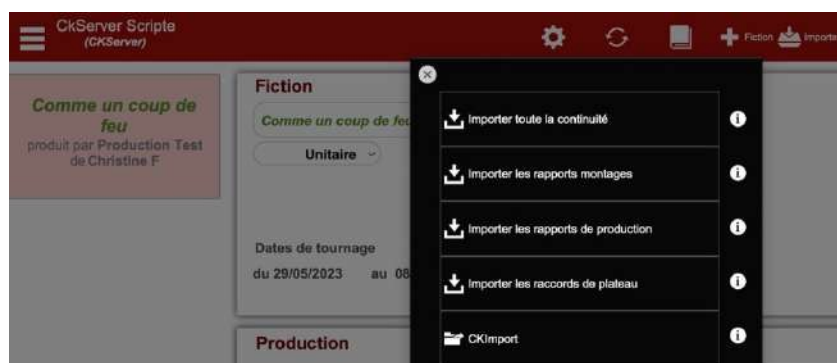 CkServer Scripte
(CKServer)
Fiction
Importe
Comme un coup de
feu
produit par Production Test
de Christine F
Fiction
Comme un coup de feu
Unitaire
Dates de tournage
du 29/05/2023 au 08
Production
Importer toute la continuité
Importer les rapports montages
Importer les rapports de production
Importer les raccords de plateau
CKImport